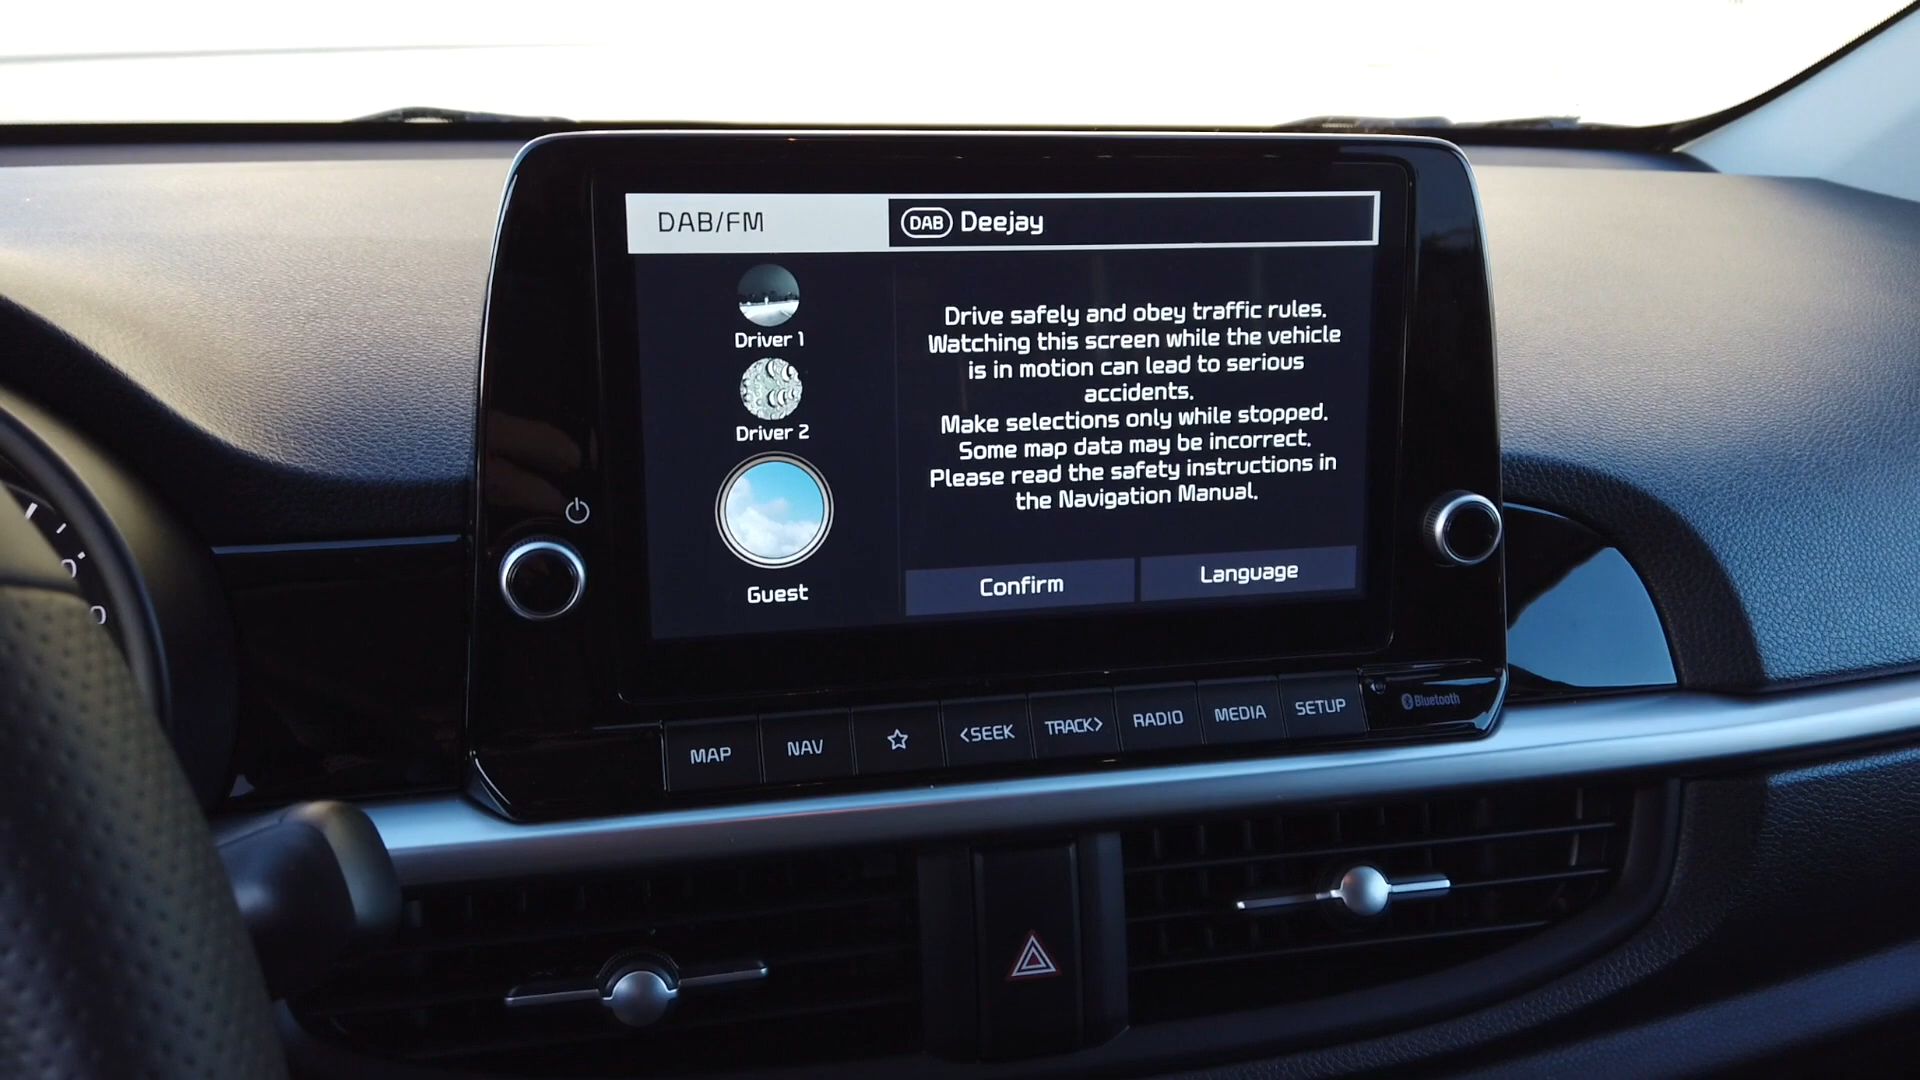 DAB/FM
DAB Deejay
Driver 1
Driver 2
Guest
Drive safely and obey traffic rules.
Watching this screen while the vehicle
is in motion can lead to serious
accidents.
Make selections only while stopped.
Some map data may be incorrect.
Please read the safety instructions in
the Navigation Manual.
Confirm
Language
MAP
NAV
<SEEK
TRACK>
RADIO
MEDIA
SETUP
Bluetooth